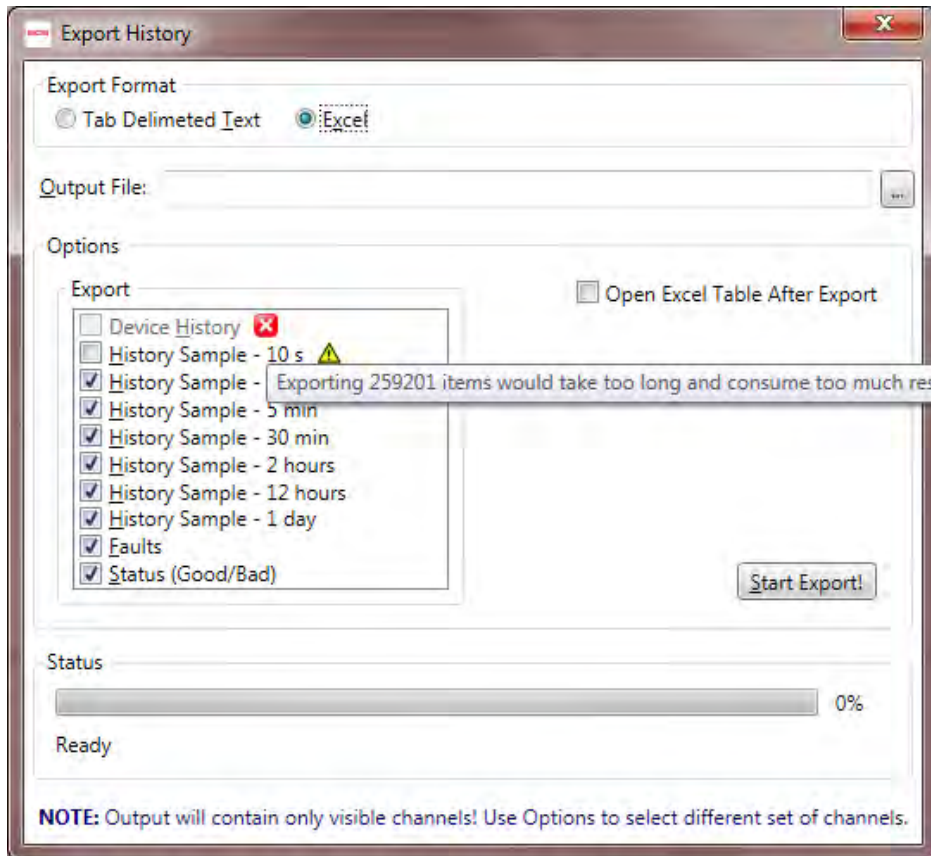 Export History
Export Format
Tab Delimeted Text Excel
Output File: ...
Options
Export
Open Excel Table After Export
Device History
History Sample - 10 s
History Sample -
Exporting 259201 items would take too long and consume too much res
History Sample - 5 min
History Sample - 30 min
History Sample - 2 hours
History Sample - 12 hours
History Sample - 1 day
Faults
Status (Good/Bad)
Start Export!
Status
0%
Ready
NOTE: Output will contain only visible channels! Use Options to select different set of channels.